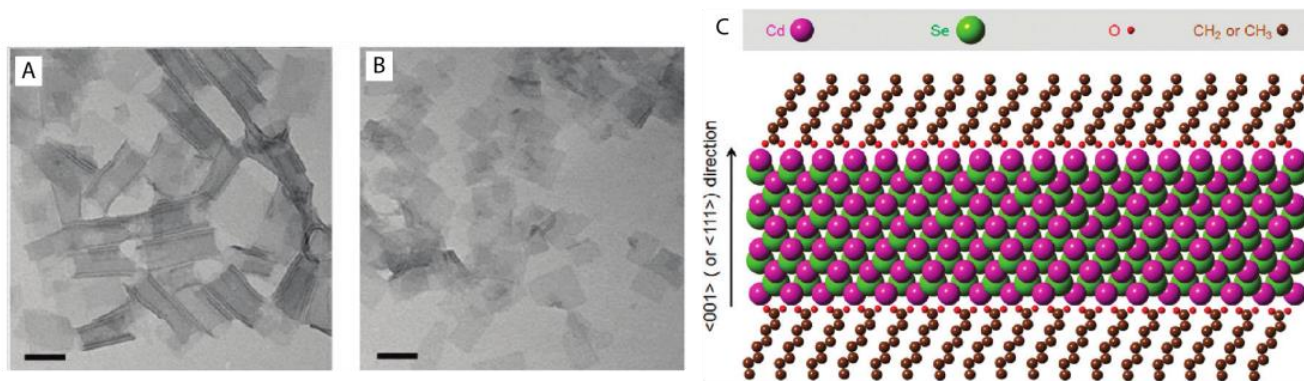 A
B
C
Cd
Se
O
CH₂ or CH₃
<001> ( or <111>) direction